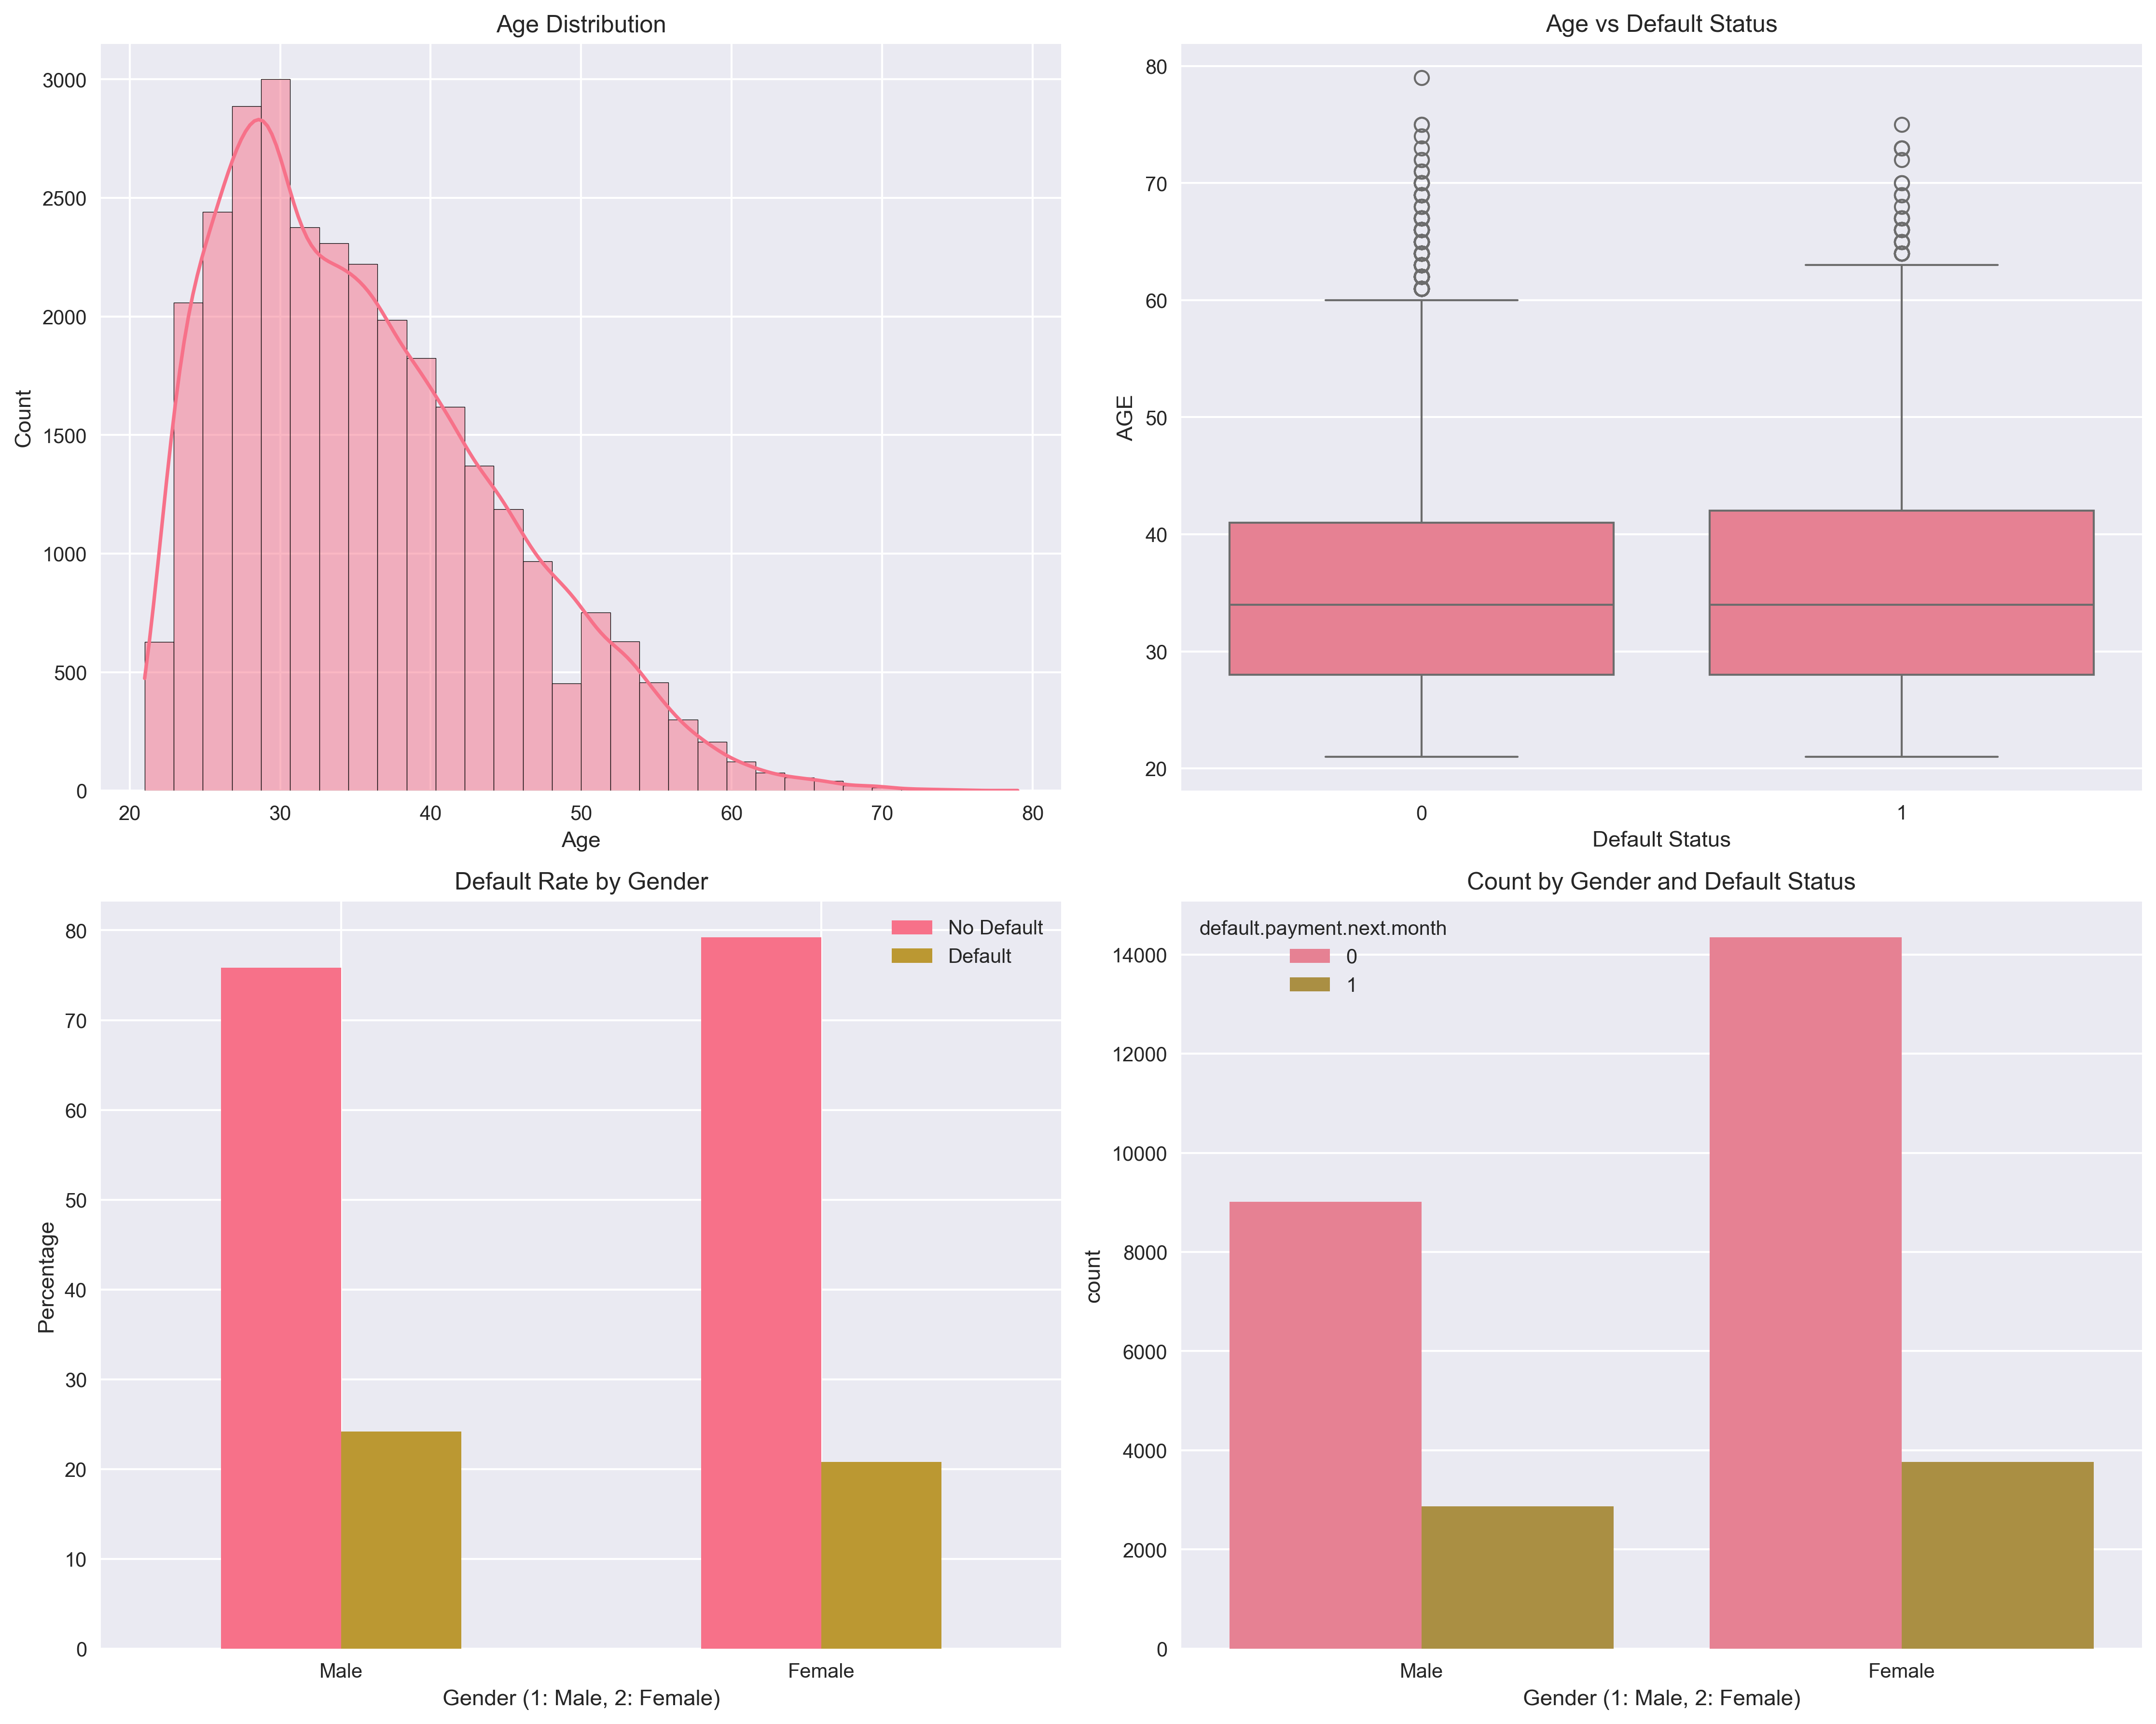 Age Distribution
3000
2500
2000
1500
1000
500
0
Count
20 30 40 50 60 70 80
Age
Age vs Default Status
80
70
60
50
40
30
20
AGE
0 1
Default Status
Default Rate by Gender
No Default
Default
80
70
60
50
40
30
20
10
0
Percentage
Male Female
Gender (1: Male, 2: Female)
Count by Gender and Default Status
default.payment.next.month
0
1
14000
12000
10000
8000
6000
4000
2000
0
count
Male Female
Gender (1: Male, 2: Female)